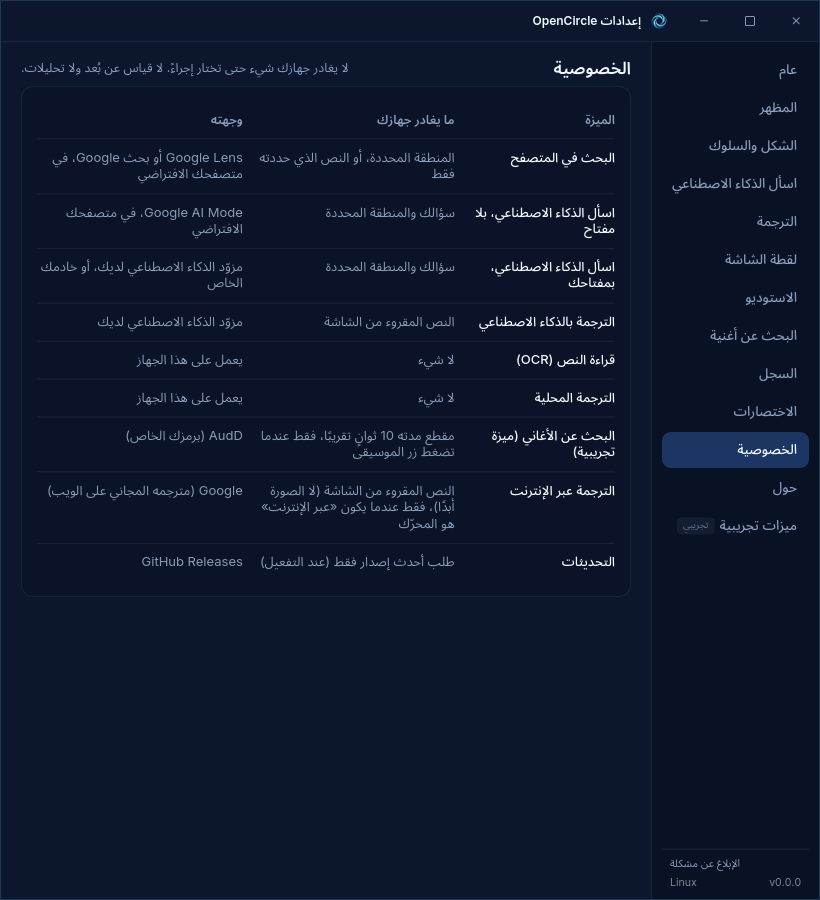 إعدادات OpenCircle
عام
المظهر
الشكل والسلوك
اسأل الذكاء الاصطناعي
الترجمة
لقطة الشاشة
الاستوديو
البحث عن أغنية
السجل
الاختصارات
الخصوصية
حول
ميزات تجريبية تجريبي
الإبلاغ عن مشكلة
v0.0.0 Linux
الخصوصية
لا يغادر جهازك شيء حتى تختار إجراءً. لا قياس عن بُعد ولا تحليلات.
الميزة ما يغادر جهازك وجهته
البحث في المتصفح
المنطقة المحددة، أو النص الذي حددته
فقط
Google Lens أو بحث Google، في
متصفحك الافتراضي
اسأل الذكاء الاصطناعي، بلا
مفتاح
سؤالك والمنطقة المحددة
Google AI Mode، في متصفحك
الافتراضي
اسأل الذكاء الاصطناعي،
بمفتاحك
سؤالك والمنطقة المحددة
مزوّد الذكاء الاصطناعي لديك، أو خادمك
الخاص
الترجمة بالذكاء الاصطناعي
النص المقروء من الشاشة
مزوّد الذكاء الاصطناعي لديك
قراءة النص (OCR)
لا شيء
يعمل على هذا الجهاز
الترجمة المحلية
لا شيء
يعمل على هذا الجهاز
البحث عن الأغاني (ميزة
تجريبية)
مقطع مدته 10 ثوانٍ تقريبًا، فقط عندما
تضغط زر الموسيقى
AudD (برمزك الخاص)
الترجمة عبر الإنترنت
النص المقروء من الشاشة (لا الصورة
أبدًا)، فقط عندما يكون «عبر الإنترنت»
هو المحرّك
Google (مترجمه المجاني على الويب)
التحديثات
طلب أحدث إصدار فقط (عند التفعيل)
GitHub Releases